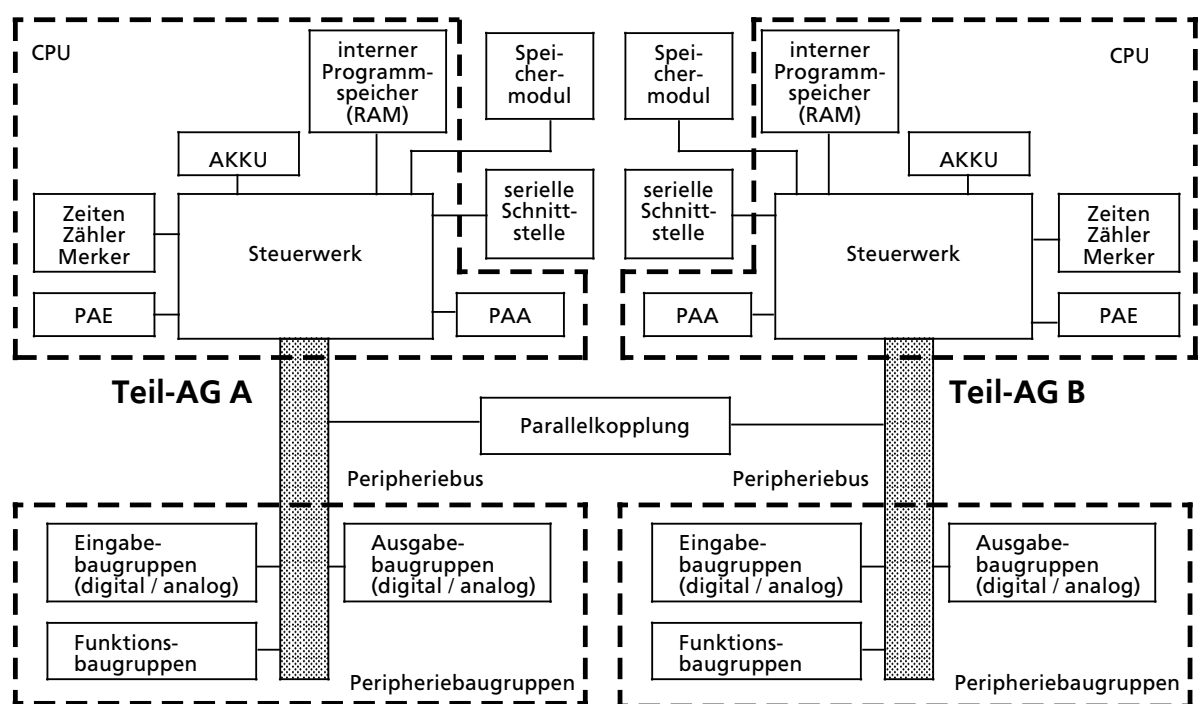 CPU
interner
Programm-
speicher
(RAM)
Spei-
cher-
modul
AKKU
Zeiten
Zähler
Merker
Steuerwerk
serielle
Schnitt-
stelle
PAE
PAA
Teil-AG A
Spei-
cher-
modul
interner
Programm-
speicher
(RAM)
CPU
AKKU
serielle
Schnitt-
stelle
Steuerwerk
Zeiten
Zähler
Merker
PAA
PAE
Teil-AG B
Parallelkopplung
Peripheriebus
Peripheriebus
Eingabe-
baugruppen
(digital / analog)
Ausgabe-
baugruppen
(digital / analog)
Funktions-
baugruppen
Peripheriebaugruppen
Eingabe-
baugruppen
(digital / analog)
Ausgabe-
baugruppen
(digital / analog)
Funktions-
baugruppen
Peripheriebaugruppen